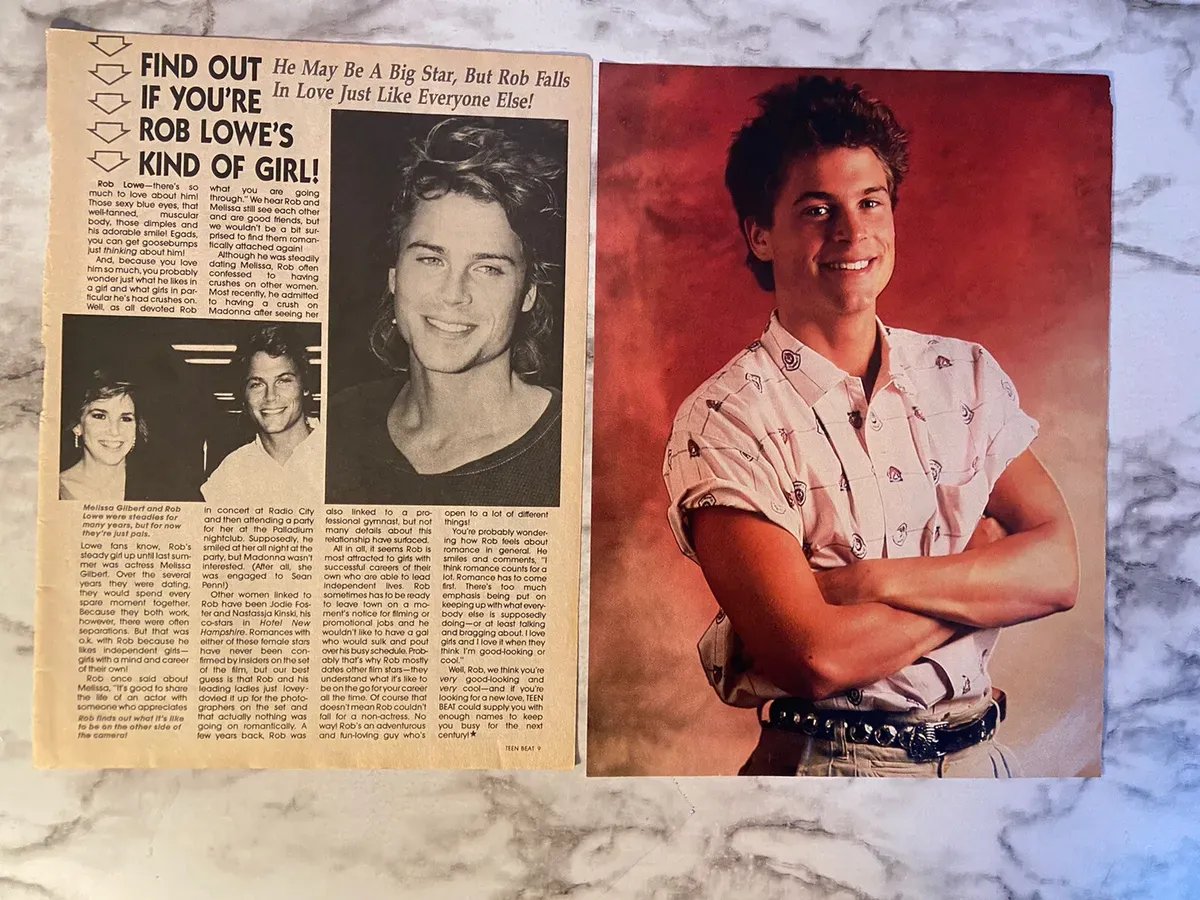 FIND OUT
IF YOU'RE
ROB LOWE'S
KIND OF GIRL!
He May Be A Big Star, But Rob Falls
In Love Just Like Everyone Else!
Rob Lowe—there's so
much to love about him!
Those sexy blue eyes, that
well-tanned, muscular
body, those dimples and
his adorable smile! Egads,
you can get goosebumps
just thinking about him!
And, because you love
him so much, you probably
wonder just what he likes in
a girl and what girls in par-
ticular he's had crushes on.
Well, as all devoted Rob
Melissa Gilbert and Rob
Lowe were steadies for
many years, but for now
they're just pals.
Lowe fans know, Rob's
steady girl up until last sum-
mer was actress Melissa
Gilbert. Over the several
years they were dating,
they would spend every
spare moment together.
Because they both work,
however, there were often
separations. But that was
o.k. with Rob because he
likes independent girls—
girls with a mind and career
of their own!
Rob once said about
Melissa, "It's good to share
the life of an actor with
someone who appreciates
Rob finds out what it's like
to be on the other side of
the camera!
what you are going
through." We hear Rob and
Melissa still see each other
and are good friends, but
we wouldn't be a bit sur-
prised to find them roman-
tically attached again!
Although he was steadily
dating Melissa, Rob often
confessed to having
crushes on other women.
Most recently, he admitted
to having a crush on
Madonna after seeing her
in concert at Radio City
and then attending a party
for her at the Palladium
nightclub. Supposedly, he
smiled at her all night at the
party, but Madonna wasn't
interested. (After all, she
was engaged to Sean
Penn!)
Other women linked to
Rob have been Jodie Fos-
ter and Nastassja Kinski, his
co-stars in Hotel New
Hampshire. Romances with
either of these female stars
have never been con-
firmed by insiders on the set
of the film, but our best
guess is that Rob and his
leading ladies just lovey-
dovied it up for the photo-
graphers on the set and
that actually nothing was
going on romantically. A
few years back, Rob was
also linked to a pro-
fessional gymnast, but not
many details about this
relationship have surfaced.
All in all, it seems Rob is
most attracted to girls with
successful careers of their
own who are able to lead
independent lives. Rob
sometimes has to be ready
to leave town on a mo-
ment's notice for filming or
promotional jobs and he
wouldn't like to have a gal
who would sulk and pout
over his busy schedule. Prob-
ably that's why Rob mostly
dates other film stars—they
understand what it's like to
be on the go for your career
all the time. Of course that
doesn't mean Rob couldn't
fall for a non-actress. No
way! Rob's an adventurous
and fun-loving guy who's
open to a lot of different
things!
You're probably wonder-
ing how Rob feels about
romance in general. He
smiles and comments, "I
think romance counts for a
lot. Romance has to come
first. There's too much
emphasis being put on
keeping up with what every-
body else is supposedly
doing—or at least talking
and bragging about. I love
girls and I love it when they
think I'm good-looking or
cool."
Well, Rob, we think you're
very good-looking and
very cool—and if you're
looking for a new love, TEEN
BEAT could supply you with
enough names to keep
you busy for the next
century!★
TEEN BEAT 9